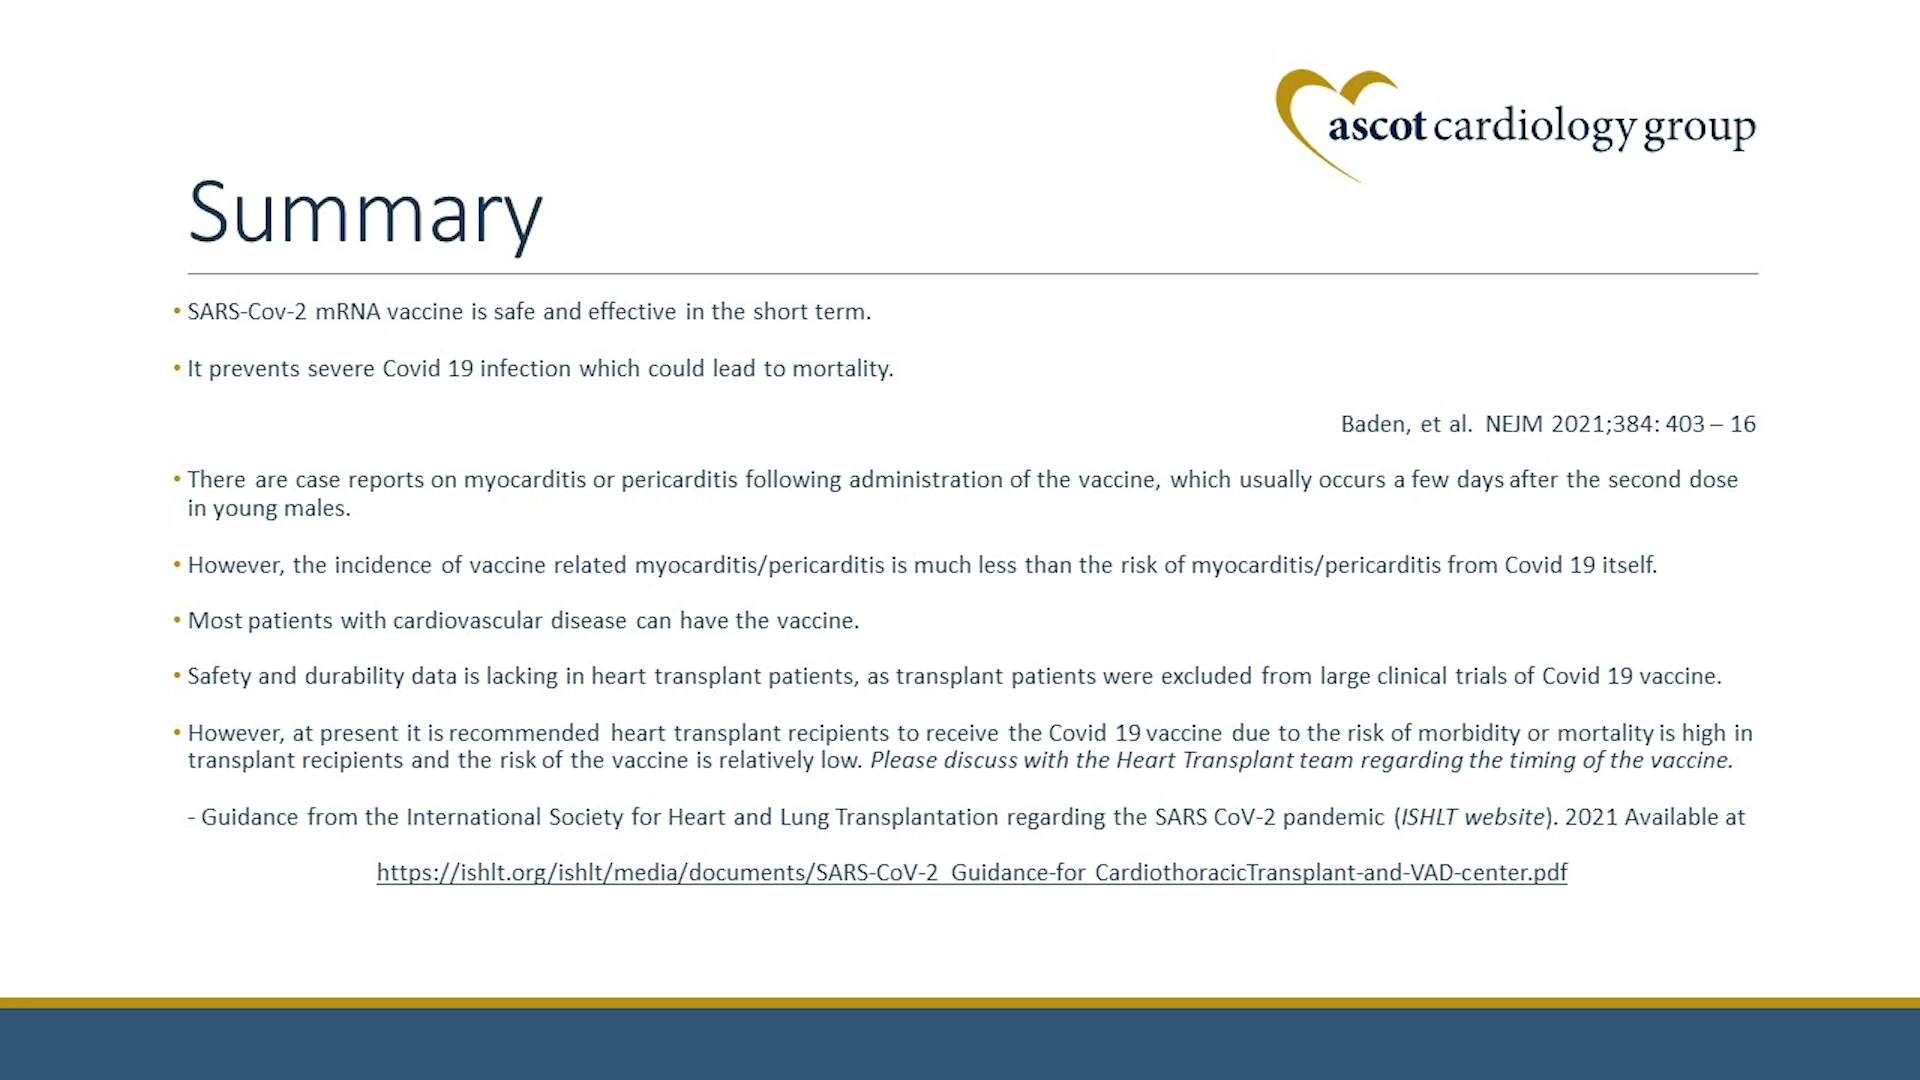 ascot cardiology group
Summary
• SARS-Cov-2 mRNA vaccine is safe and effective in the short term.
• It prevents severe Covid 19 infection which could lead to mortality.
Baden, et al. NEJM 2021;384: 403 – 16
• There are case reports on myocarditis or pericarditis following administration of the vaccine, which usually occurs a few days after the second dose
in young males.
• However, the incidence of vaccine related myocarditis/pericarditis is much less than the risk of myocarditis/pericarditis from Covid 19 itself.
• Most patients with cardiovascular disease can have the vaccine.
• Safety and durability data is lacking in heart transplant patients, as transplant patients were excluded from large clinical trials of Covid 19 vaccine.
• However, at present it is recommended heart transplant recipients to receive the Covid 19 vaccine due to the risk of morbidity or mortality is high in
transplant recipients and the risk of the vaccine is relatively low. Please discuss with the Heart Transplant team regarding the timing of the vaccine.
- Guidance from the International Society for Heart and Lung Transplantation regarding the SARS CoV-2 pandemic (ISHLT website). 2021 Available at
https://ishlt.org/ishlt/media/documents/SARS-CoV-2_Guidance-for_CardiothoracicTransplant-and-VAD-center.pdf